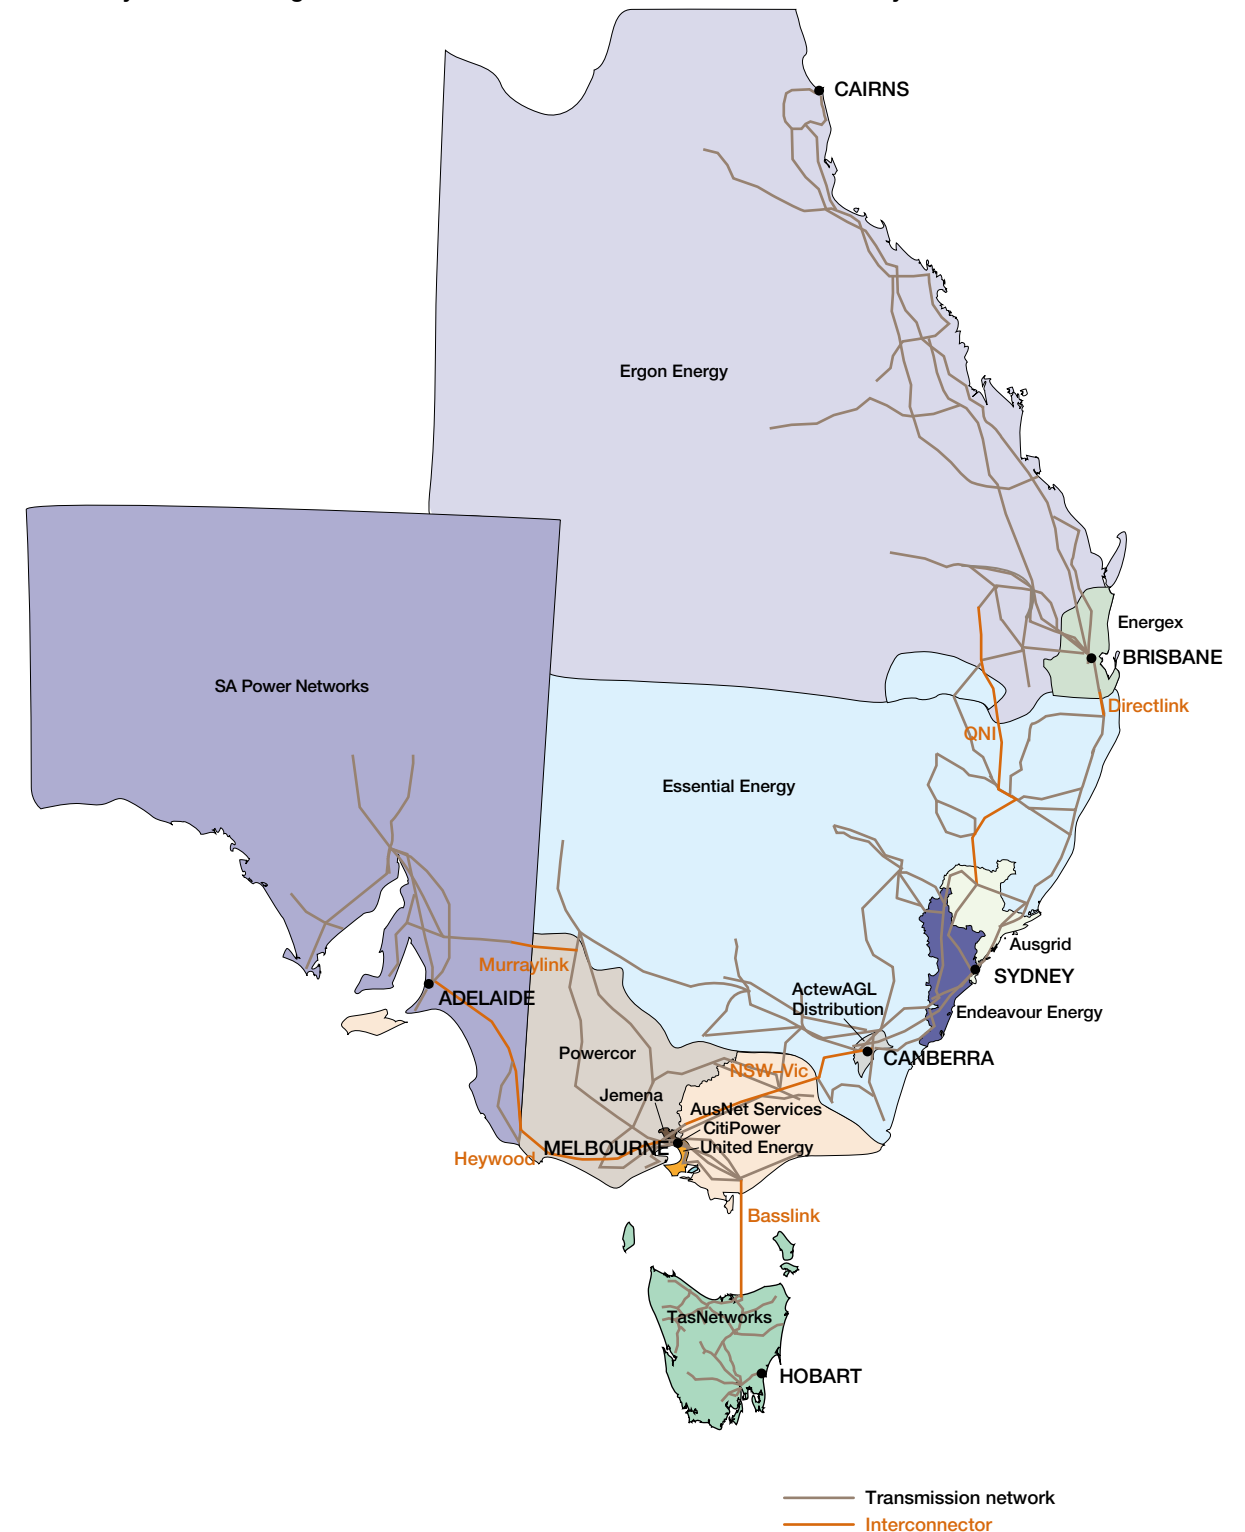 CAIRNS
Ergon Energy
Energex
BRISBANE
SA Power Networks
Directlink
QNI
Essential Energy
Ausgrid
Murraylink
SYDNEY
ActewAGL
Distribution
ADELAIDE
Endeavour Energy
Powercor
CANBERRA
NSW–Vic
Jemena
AusNet Services
CitiPower
MELBOURNE
United Energy
Heywood
Basslink
TasNetworks
HOBART
Transmission network
Interconnector